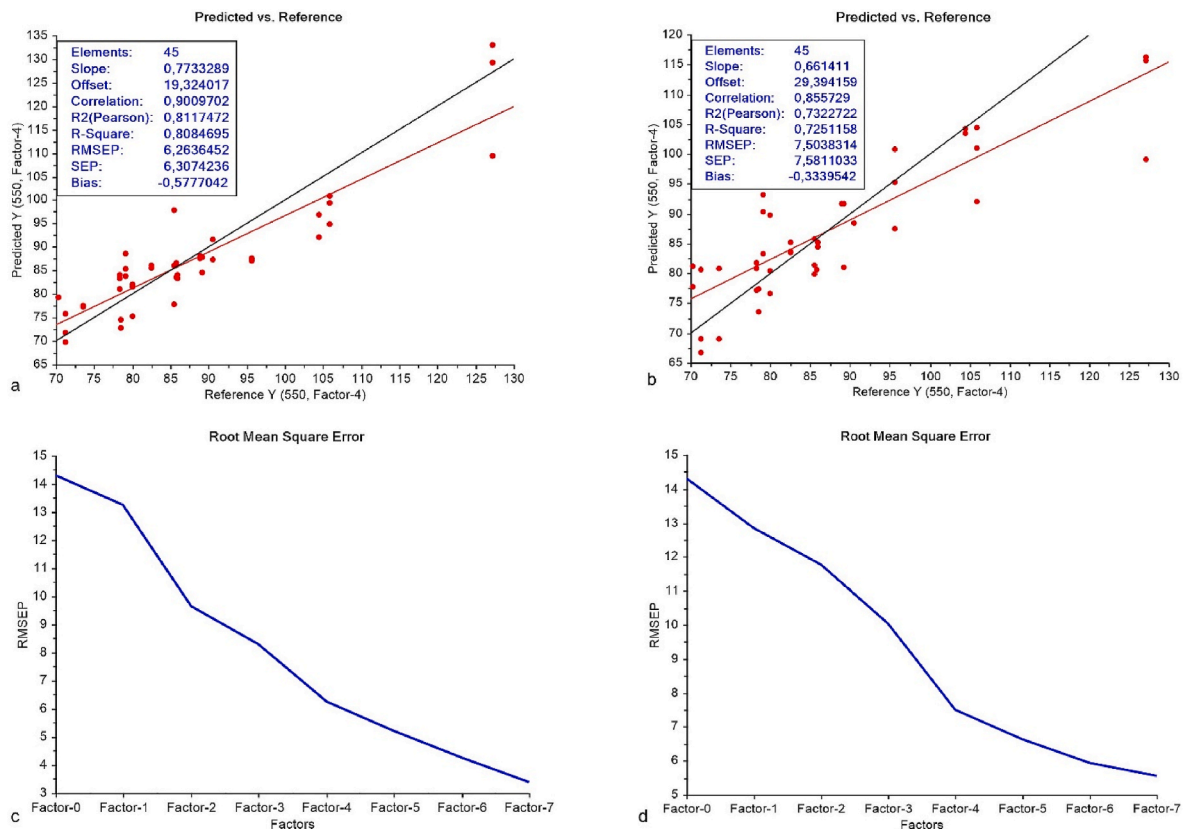 Predicted vs. Reference
Predicted Y (550, Factor-4)
135
130
125
120
115
110
105
100
95
90
85
80
75
70
65
Elements: 45
Slope: 0,7733289
Offset: 19,324017
Correlation: 0,9009702
R2(Pearson): 0,8117472
R-Square: 0,8084695
RMSEP: 6,2636452
SEP: 6,3074236
Bias: -0,5777042
70 75 80 85 90 95 100 105 110 115 120 125 130
Reference Y (550, Factor-4)
a
Predicted vs. Reference
Predicted Y (550, Factor-4)
120
115
110
105
100
95
90
85
80
75
70
65
Elements: 45
Slope: 0,661411
Offset: 29,394159
Correlation: 0,855729
R2(Pearson): 0,7322722
R-Square: 0,7251158
RMSEP: 7,5038314
SEP: 7,5811033
Bias: -0,3339542
70 75 80 85 90 95 100 105 110 115 120 125 130
Reference Y (550, Factor-4)
b
Root Mean Square Error
RMSEP
15
14
13
12
11
10
9
8
7
6
5
4
3
Factor-0 Factor-1 Factor-2 Factor-3 Factor-4 Factor-5 Factor-6 Factor-7
Factors
c
Root Mean Square Error
RMSEP
15
14
13
12
11
10
9
8
7
6
5
Factor-0 Factor-1 Factor-2 Factor-3 Factor-4 Factor-5 Factor-6 Factor-7
Factors
d